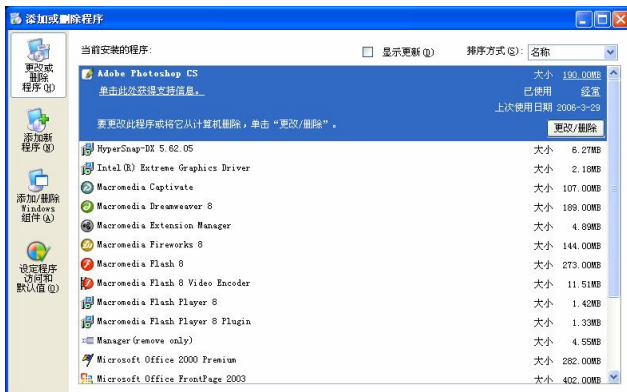 添加或删除程序
更改或
删除
程序(H)
添加新
程序(N)
添加/删除
Windows
组件(A)
设定程序
访问和
默认值(O)
当前安装的程序:
显示更新(D)
排序方式(S): 名称
Adobe Photoshop CS 大小 190.00MB
单击此处获得支持信息。 已使用 经常
上次使用日期 2006-3-29
要更改此程序或将它从计算机删除，单击“更改/删除”。 更改/删除
HyperSnap-DX 5.62.05 大小 6.27MB
Intel(R) Extreme Graphics Driver 大小 2.18MB
Macromedia Captivate 大小 107.00MB
Macromedia Dreamweaver 8 大小 189.00MB
Macromedia Extension Manager 大小 4.89MB
Macromedia Fireworks 8 大小 144.00MB
Macromedia Flash 8 大小 273.00MB
Macromedia Flash 8 Video Encoder 大小 11.51MB
Macromedia Flash Player 8 大小 1.42MB
Macromedia Flash Player 8 Plugin 大小 1.33MB
Manager (remove only) 大小 4.55MB
Microsoft Office 2000 Premium 大小 282.00MB
Microsoft Office FrontPage 2003 大小 402.00MB